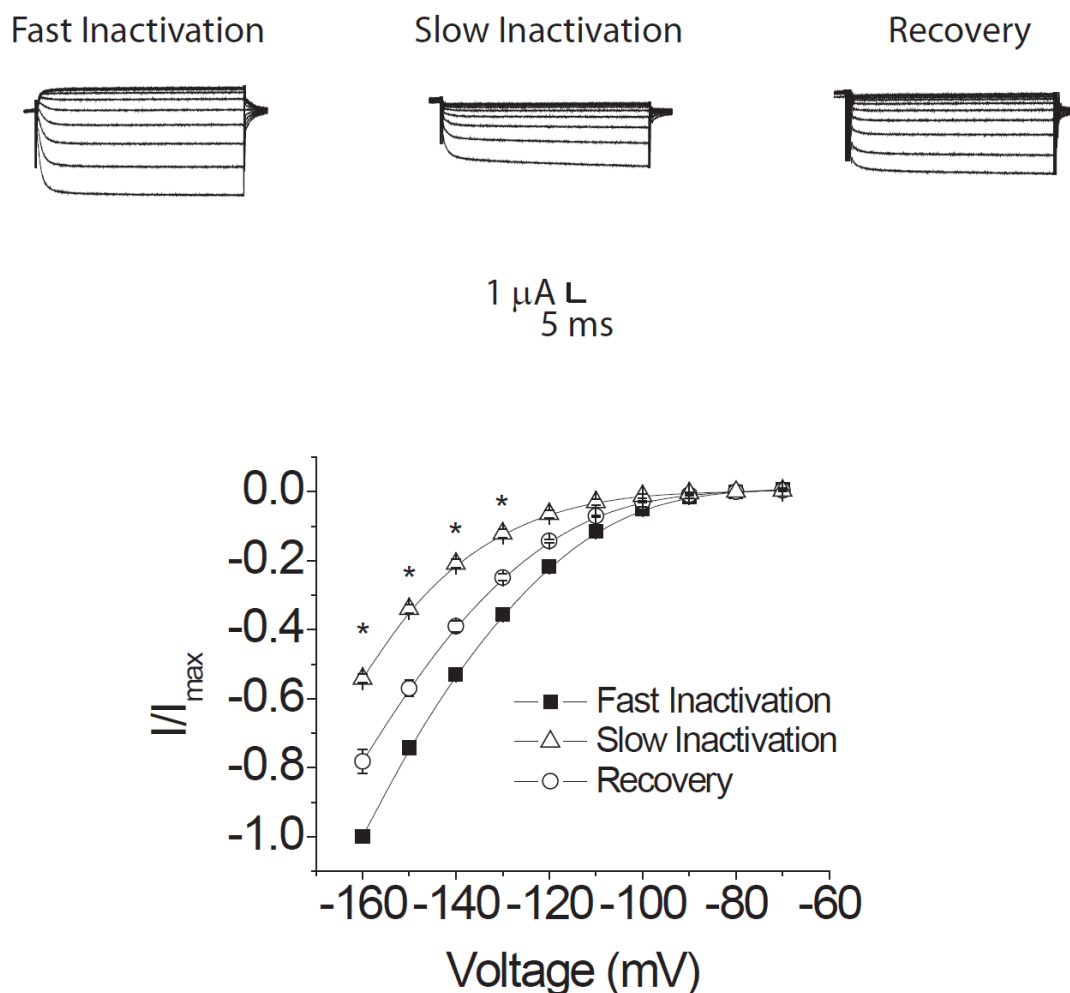 Fast Inactivation
Slow Inactivation
Recovery
1 μA
5 ms
0.0
-0.2
-0.4
-0.6
-0.8
-1.0
I/Imax
* * * *
Fast Inactivation
Slow Inactivation
Recovery
-160 -140 -120 -100 -80 -60
Voltage (mV)